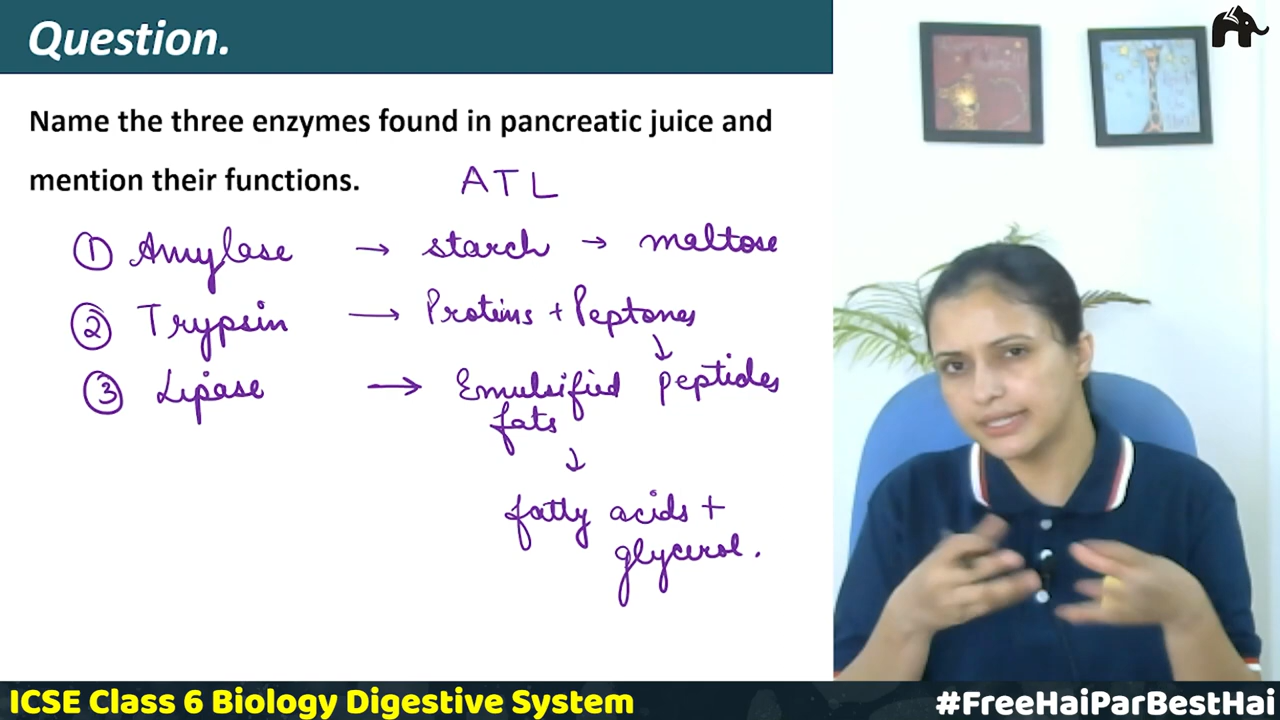 Question.
Name the three enzymes found in pancreatic juice and
mention their functions. ATL
① Amylase → starch → maltose
② Trypsin → Proteins + Peptones
↓
③ Lipase → Emulsified peptides
fats
↓
fatty acids +
glycerol.
ICSE Class 6 Biology Digestive System #FreeHaiParBestHai